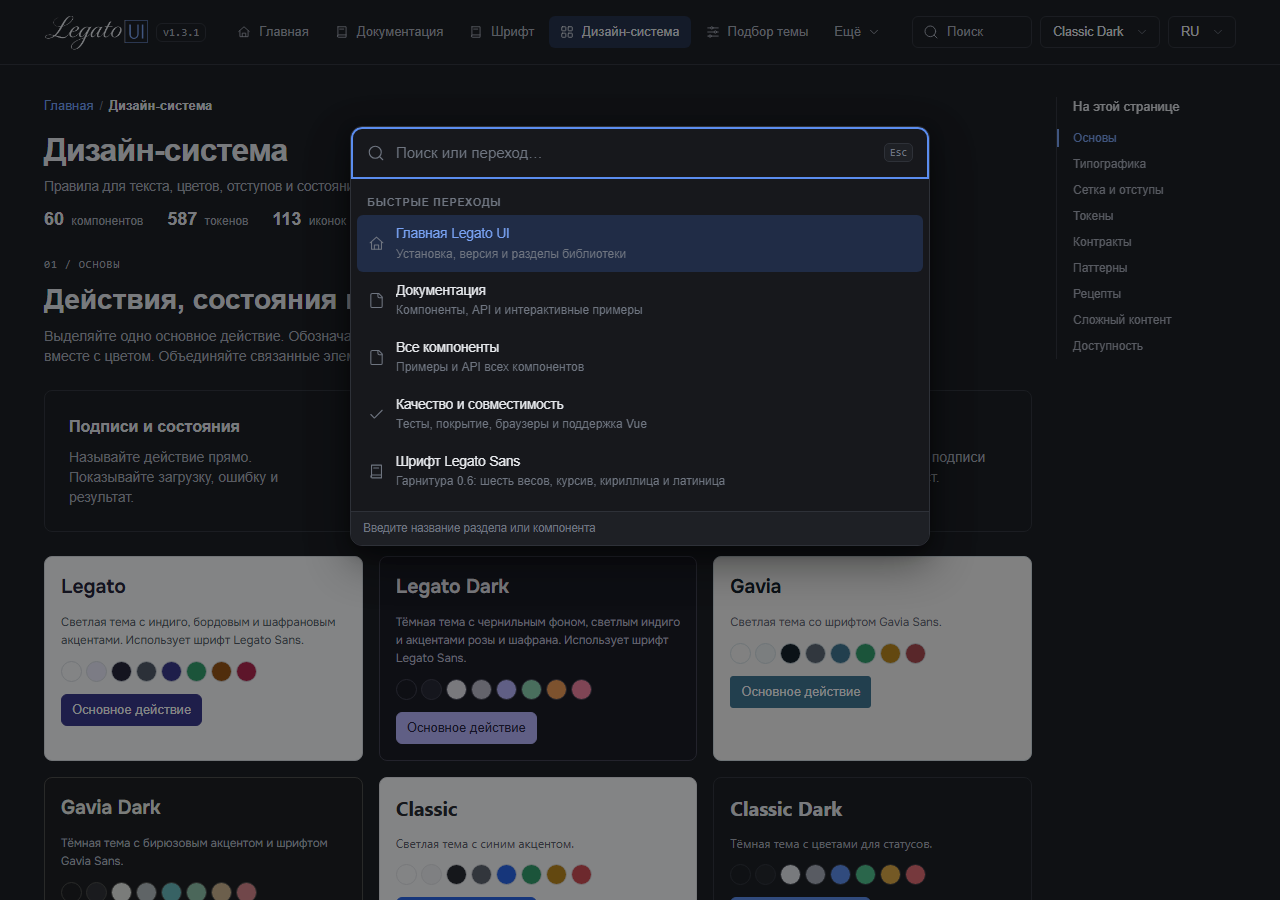 Legato UI v1.3.1 Главная Документация Шрифт Дизайн-система Подбор темы Ещё Поиск Classic Dark RU
Главная / Дизайн-система
Дизайн-система
Правила для текста, цветов, отступов и состояни
60 компонентов 587 токенов 113 иконок
01 / ОСНОВЫ
Действия, состояния
Выделяйте одно основное действие. Обознача
вместе с цветом. Объединяйте связанные элем
Подписи и состояния
Называйте действие прямо.
Показывайте загрузку, ошибку и
результат.
подписи
т.
Поиск или переход…
Esc
БЫСТРЫЕ ПЕРЕХОДЫ
Главная Legato UI
Установка, версия и разделы библиотеки
Документация
Компоненты, API и интерактивные примеры
Все компоненты
Примеры и API всех компонентов
Качество и совместимость
Тесты, покрытие, браузеры и поддержка Vue
Шрифт Legato Sans
Гарнитура 0.6: шесть весов, курсив, кириллица и латиница
Введите название раздела или компонента
На этой странице
Основы
Типографика
Сетка и отступы
Токены
Контракты
Паттерны
Рецепты
Сложный контент
Доступность
Legato
Светлая тема с индиго, бордовым и шафрановым
акцентами. Использует шрифт Legato Sans.
Основное действие
Legato Dark
Тёмная тема с чернильным фоном, светлым индиго
и акцентами розы и шафрана. Использует шрифт
Legato Sans.
Основное действие
Gavia
Светлая тема со шрифтом Gavia Sans.
Основное действие
Gavia Dark
Тёмная тема с бирюзовым акцентом и шрифтом
Gavia Sans.
Classic
Светлая тема с синим акцентом.
Classic Dark
Тёмная тема с цветами для статусов.